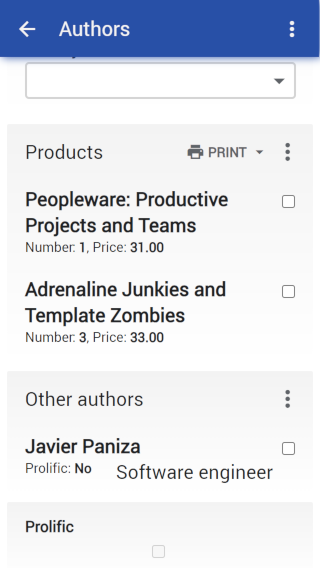 Authors
Products
PRINT
Peopleware: Productive
Projects and Teams
Number: 1, Price: 31.00
Adrenaline Junkies and
Template Zombies
Number: 3, Price: 33.00
Other authors
Javier Paniza
Prolific: No
Software engineer
Prolific